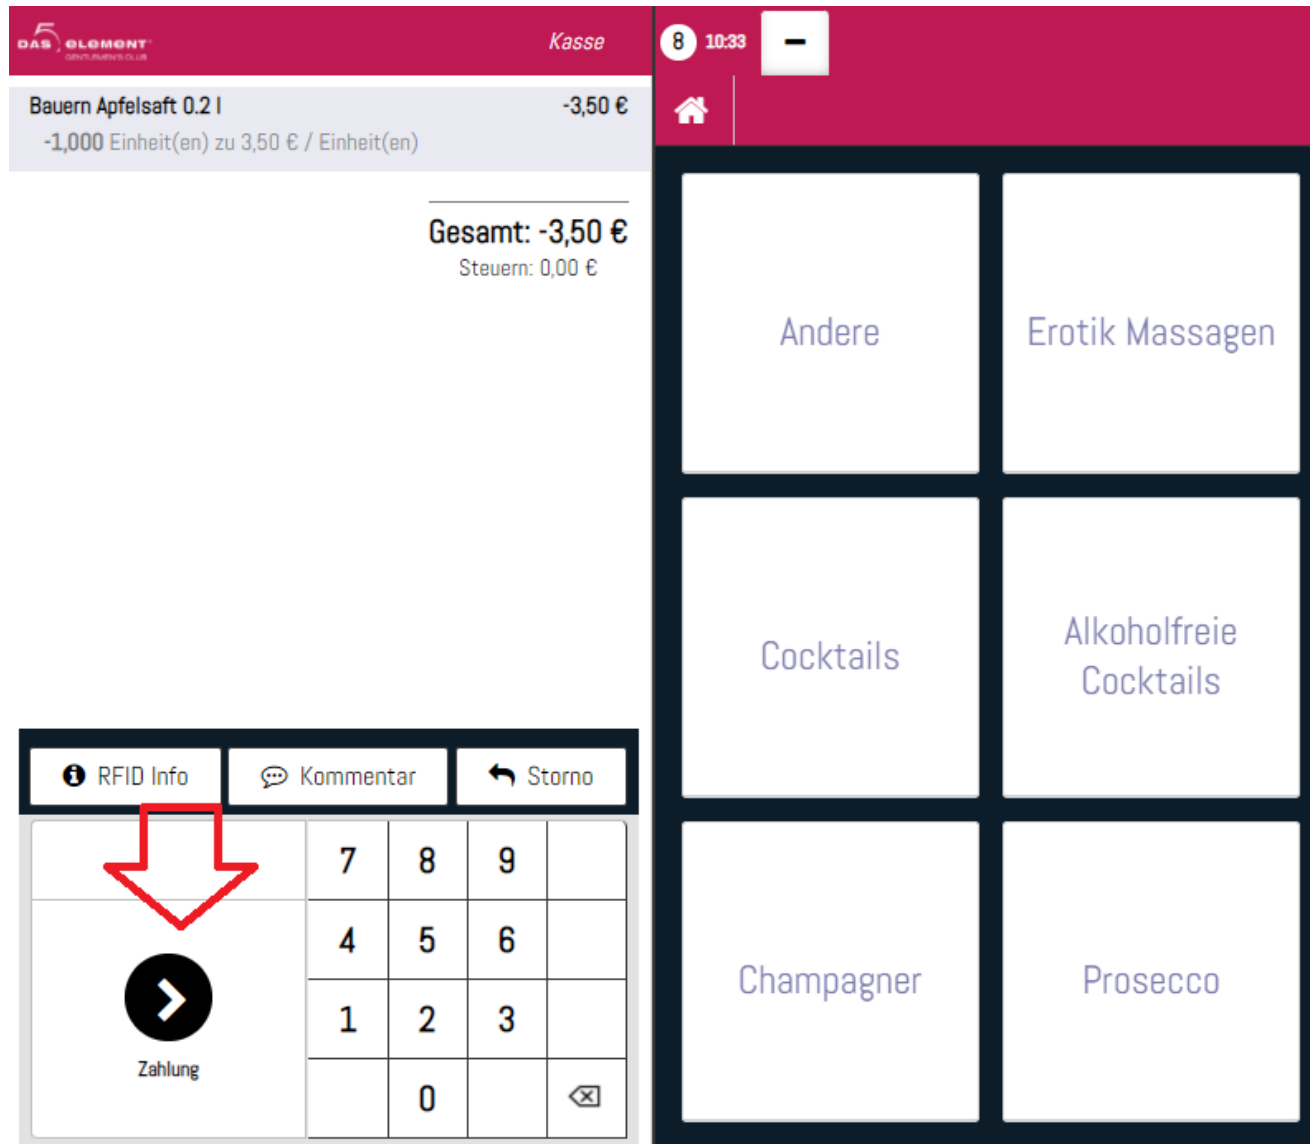 5
DAS ELEMENT
GENTLEMEN'S CLUB
Kasse
Bauern Apfelsaft 0.2 l -3,50 €
-1,000 Einheit(en) zu 3,50 € / Einheit(en)
Gesamt: -3,50 €
Steuern: 0,00 €
RFID Info
Kommentar
Storno
7 8 9
4 5 6
1 2 3
0
Zahlung
8 10:33
Andere
Erotik Massagen
Cocktails
Alkoholfreie
Cocktails
Champagner
Prosecco